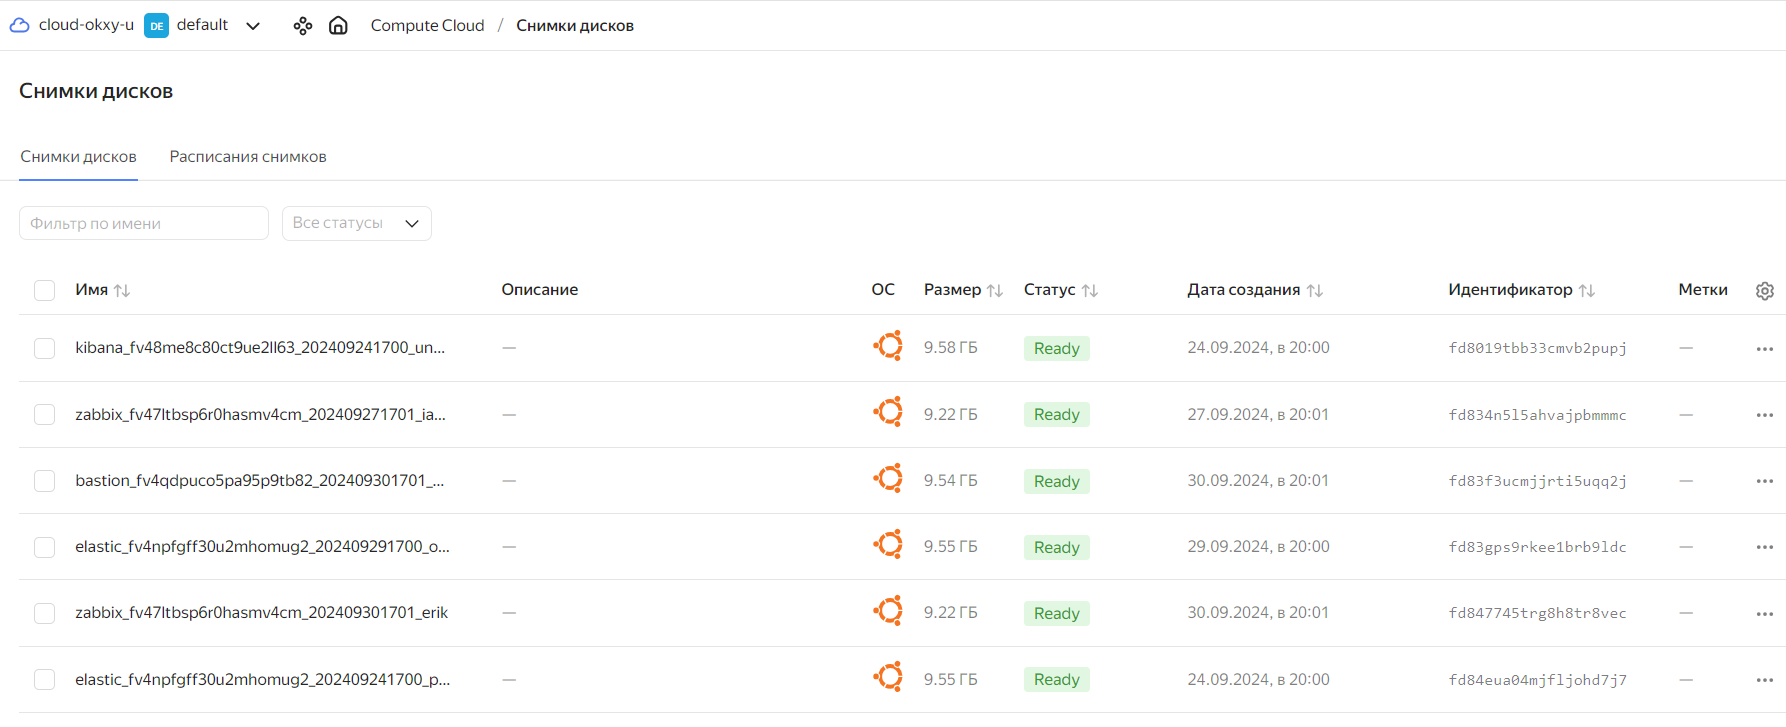 cloud-okxy-u DE default Compute Cloud / Снимки дисков
Снимки дисков
Снимки дисков Расписания снимков
Фильтр по имени Все статусы
Имя Описание ОС Размер Статус Дата создания Идентификатор Метки
kibana_fv48me8c80ct9ue2ll63_202409241700_un... — 9.58 ГБ Ready 24.09.2024, в 20:00 fd8019tbb33cmvb2pupj —
zabbix_fv47ltbsp6r0hasmv4cm_202409271701_ia... — 9.22 ГБ Ready 27.09.2024, в 20:01 fd834n5l5ahvajpbmmmc —
bastion_fv4qdpuco5pa95p9tb82_202409301701_... — 9.54 ГБ Ready 30.09.2024, в 20:01 fd83f3ucmjjrti5uqq2j —
elastic_fv4npfgff30u2mhomug2_202409291700_o... — 9.55 ГБ Ready 29.09.2024, в 20:00 fd83gps9rkee1brb9ldc —
zabbix_fv47ltbsp6r0hasmv4cm_202409301701_erik — 9.22 ГБ Ready 30.09.2024, в 20:01 fd847745trg8h8tr8vec —
elastic_fv4npfgff30u2mhomug2_202409241700_p... — 9.55 ГБ Ready 24.09.2024, в 20:00 fd84eua04mjfljohd7j7 —